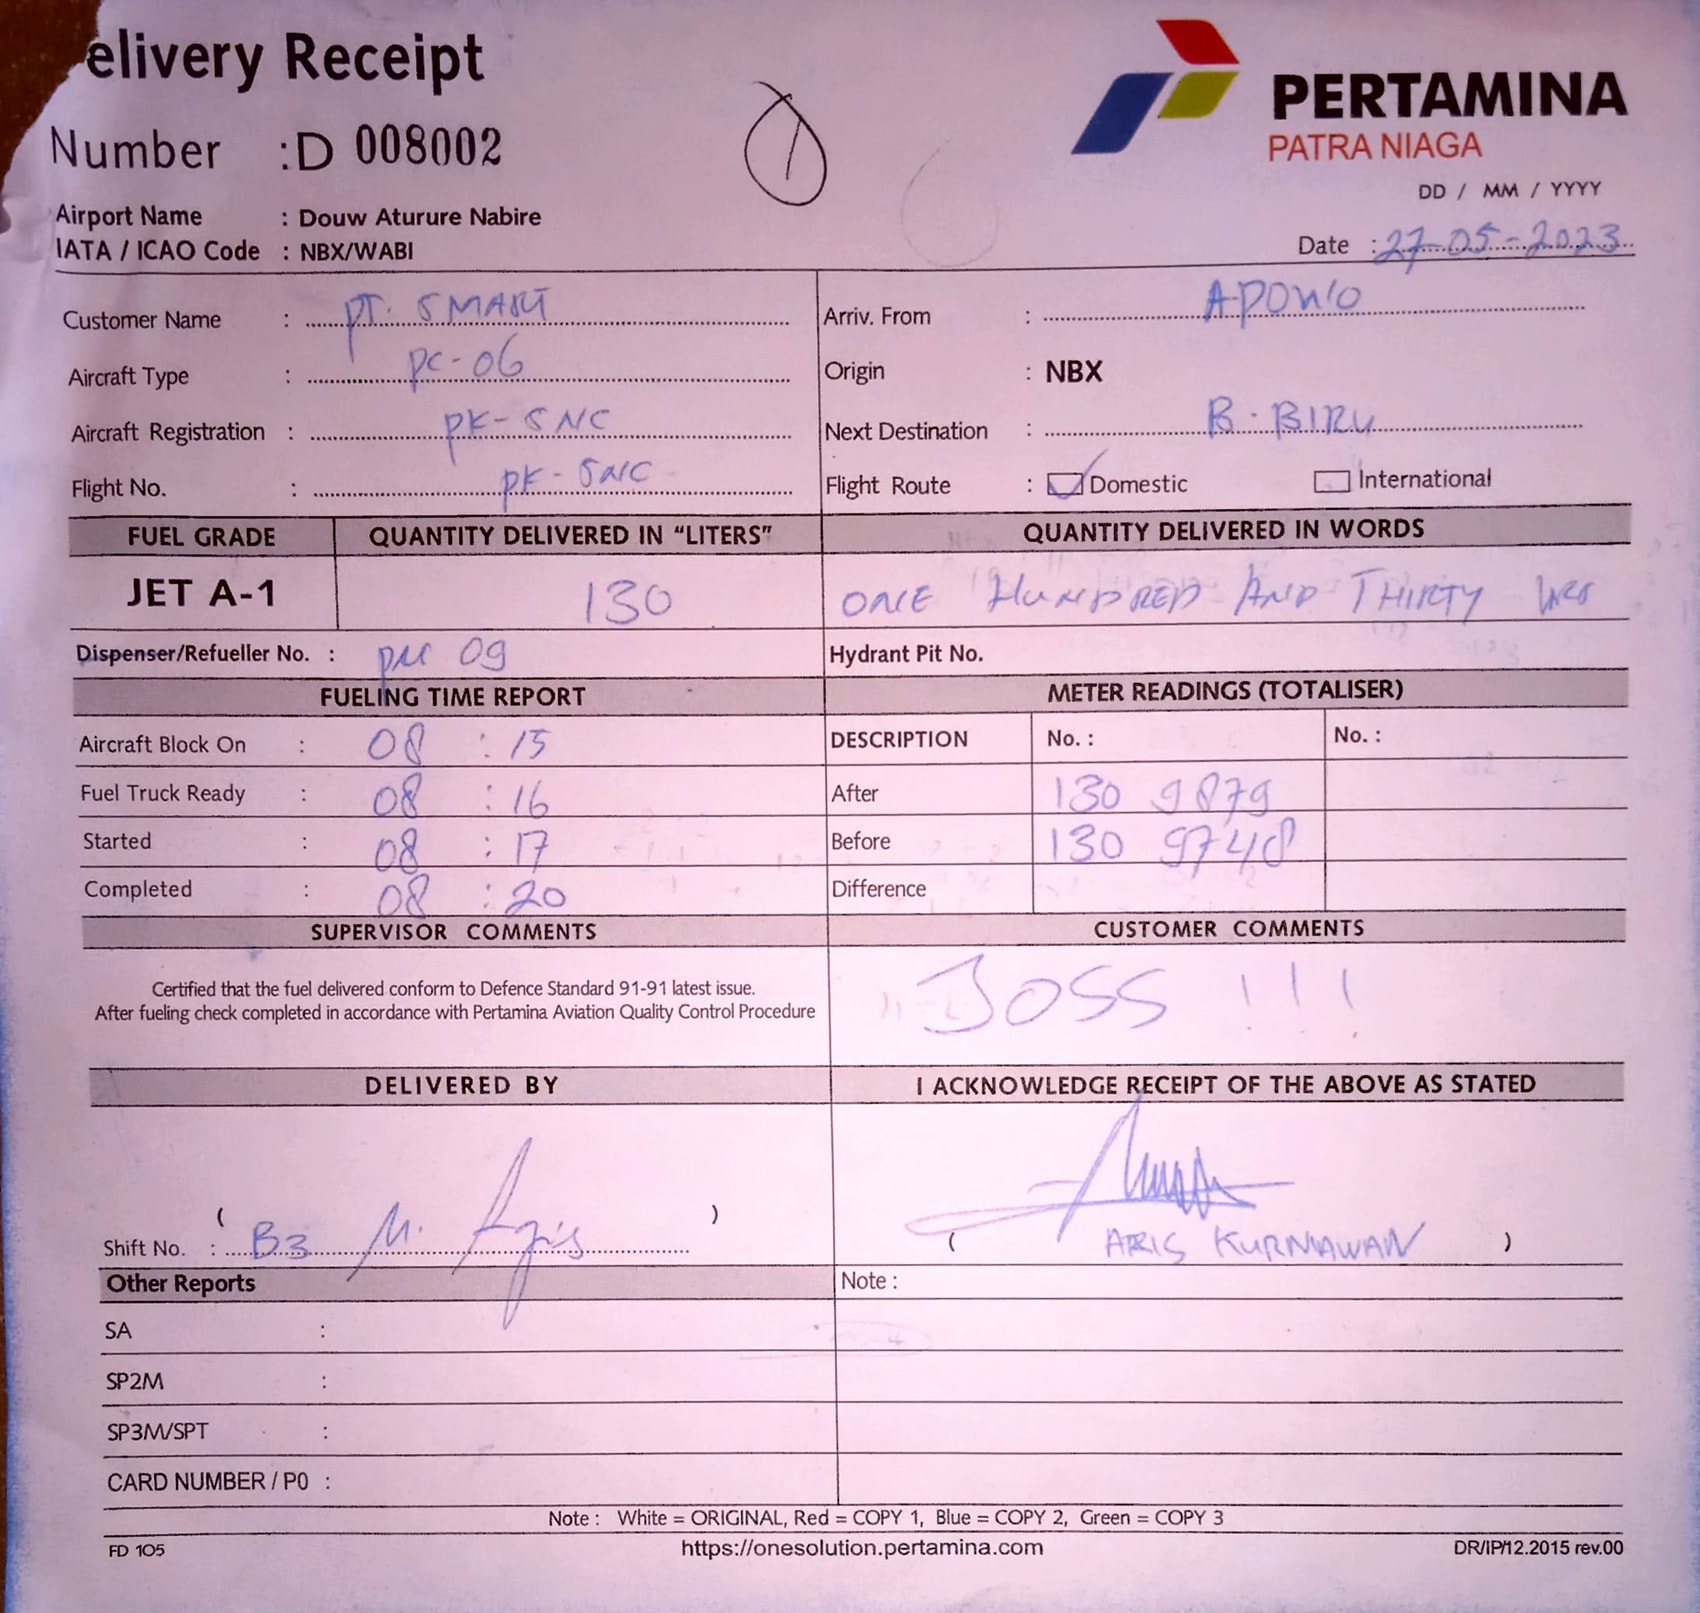 elivery Receipt
Number : D 008002
1
PERTAMINA
PATRA NIAGA
DD / MM / YYYY
Airport Name : Douw Aturure Nabire
IATA / ICAO Code : NBX/WABI
Date : 27-05-2023
Customer Name : PT. SMART
Arriv. From : APOWO
Aircraft Type : PC-06
Origin : NBX
Aircraft Registration : PK-SNC
Next Destination : B. BIRU
Flight No. : PK-SNC
Flight Route : Domestic International
FUEL GRADE QUANTITY DELIVERED IN “LITERS” QUANTITY DELIVERED IN WORDS
JET A-1 130 ONE HUNDRED AND THIRTY
Dispenser/Refueller No. : 09 Hydrant Pit No.
FUELING TIME REPORT METER READINGS (TOTALISER)
Aircraft Block On : 08 : 15 DESCRIPTION No. : No. :
Fuel Truck Ready : 08 : 16 After 130 9879
Started : 08 : 17 Before 130 9748
Completed : 08 : 20 Difference
SUPERVISOR COMMENTS CUSTOMER COMMENTS
Certified that the fuel delivered conform to Defence Standard 91-91 latest issue.
After fueling check completed in accordance with Pertamina Aviation Quality Control Procedure
JOSS !!!
DELIVERED BY I ACKNOWLEDGE RECEIPT OF THE ABOVE AS STATED
( )
Shift No. : B3 M.
( ARIS KURNIAWAN )
Other Reports Note :
SA :
SP2M :
SP3M/SPT :
CARD NUMBER / P0 :
Note : White = ORIGINAL, Red = COPY 1, Blue = COPY 2, Green = COPY 3
FD 105 https://onesolution.pertamina.com DR/IP/12.2015 rev.00